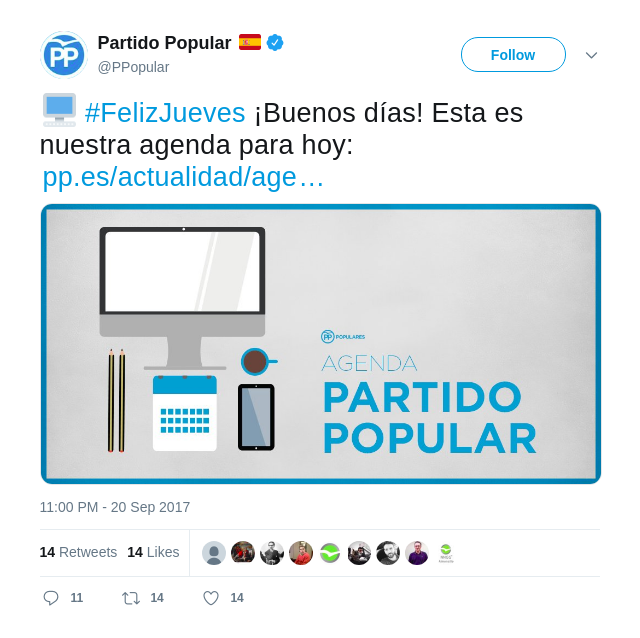 Partido Popular
@PPopular
Follow
#FelizJueves ¡Buenos días! Esta es
nuestra agenda para hoy:
pp.es/actualidad/age…
PP POPULARES
AGENDA
PARTIDO
POPULAR
11:00 PM - 20 Sep 2017
14 Retweets 14 Likes
11 14 14